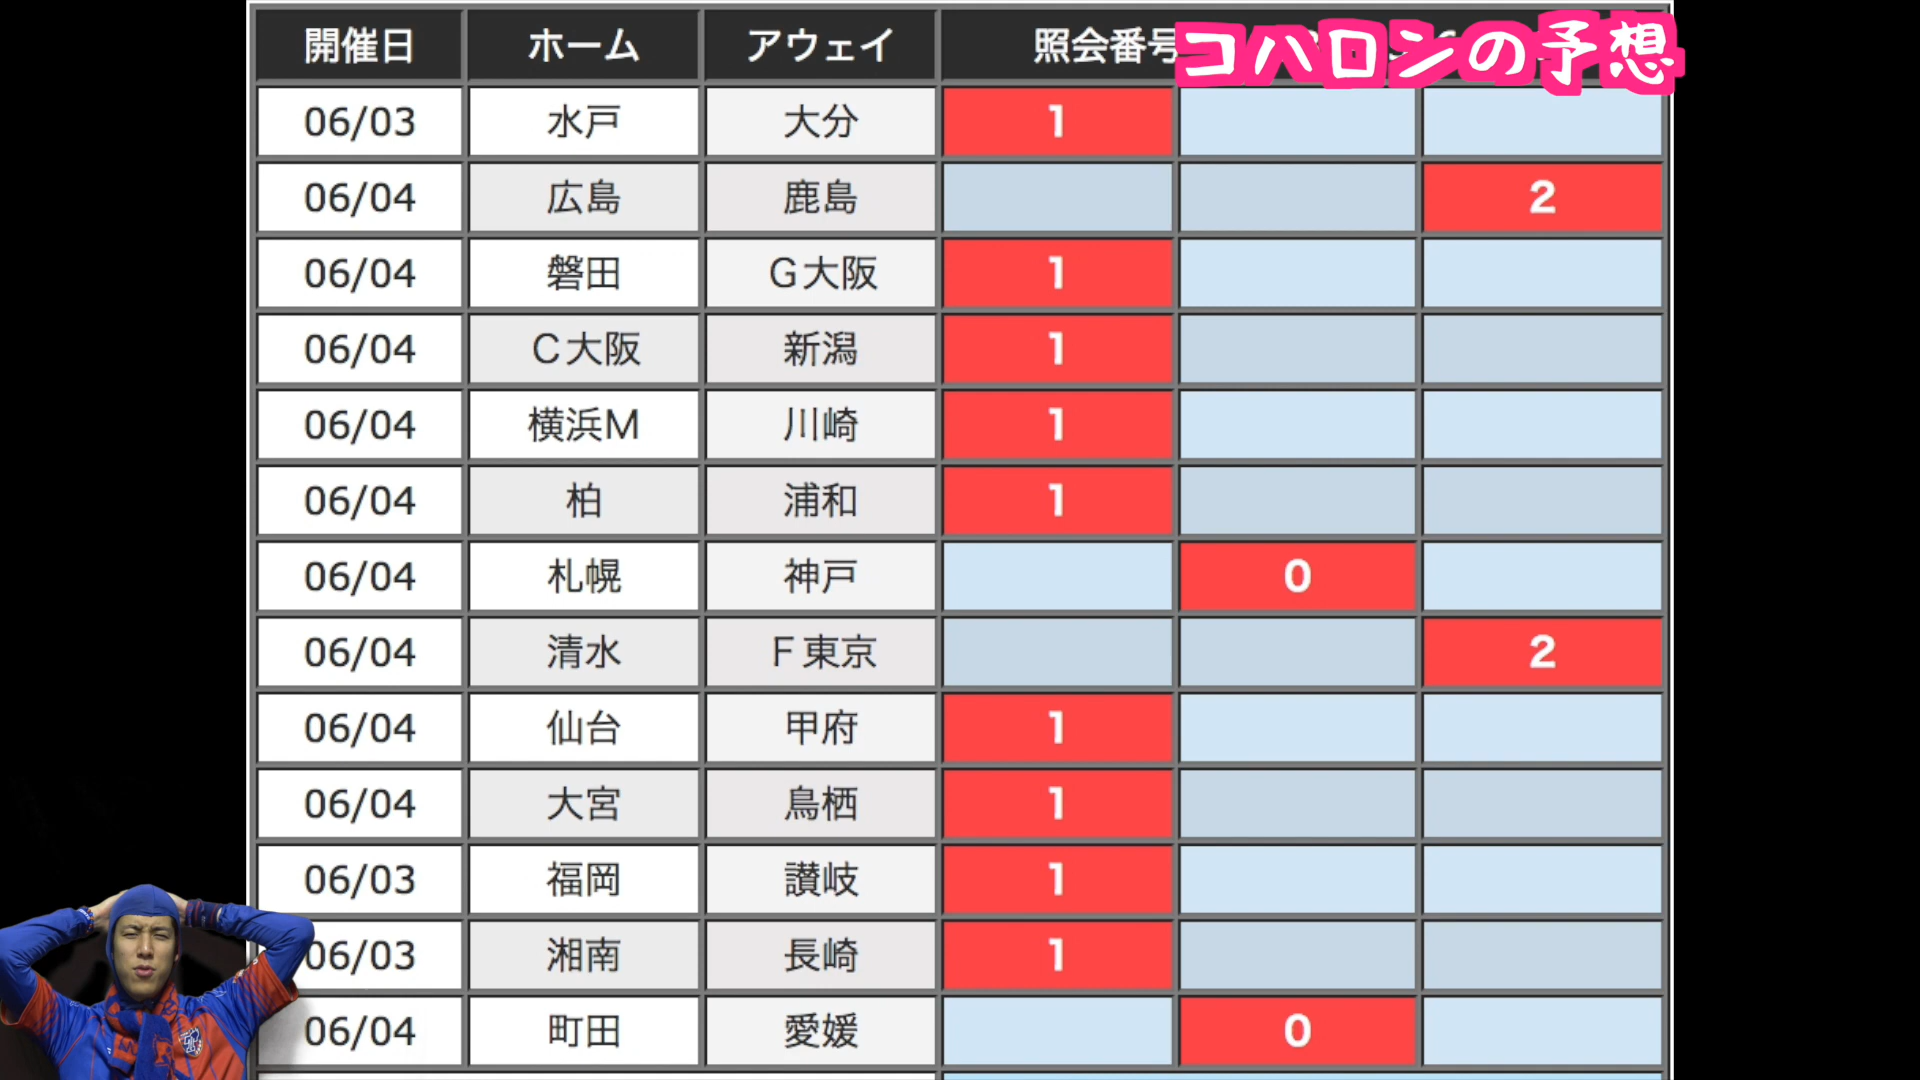 開催日 ホーム アウェイ 照会番号
コハロンの予想
06/03 水戸 大分 1
06/04 広島 鹿島 2
06/04 磐田 G大阪 1
06/04 C大阪 新潟 1
06/04 横浜M 川崎 1
06/04 柏 浦和 1
06/04 札幌 神戸 0
06/04 清水 F東京 2
06/04 仙台 甲府 1
06/04 大宮 鳥栖 1
06/03 福岡 讃岐 1
06/03 湘南 長崎 1
06/04 町田 愛媛 0